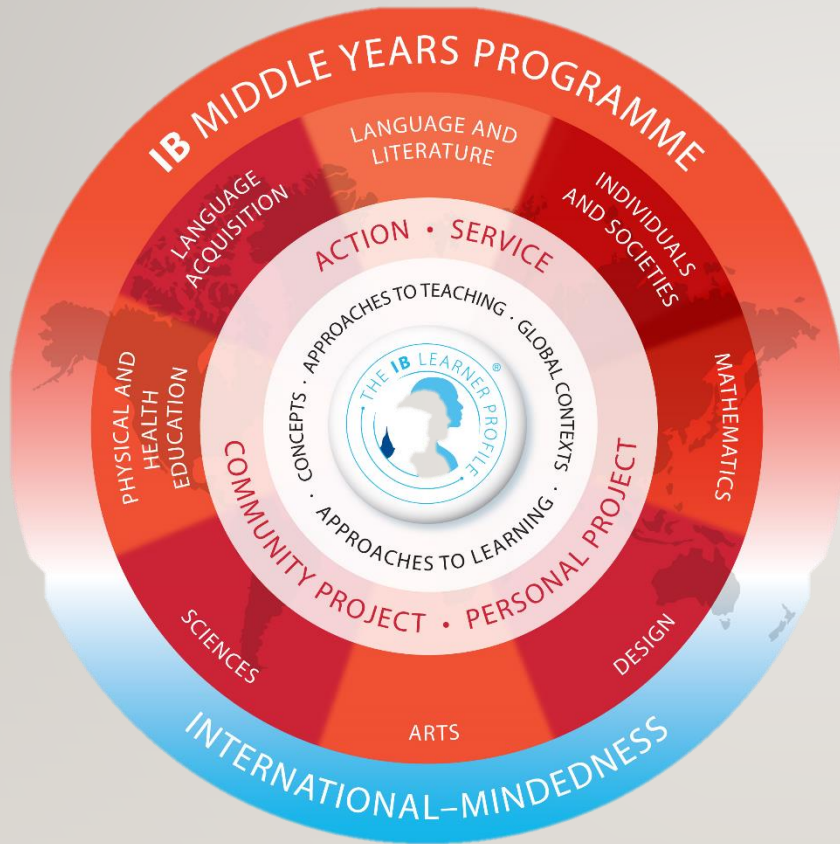 IB MIDDLE YEARS PROGRAMME
LANGUAGE AND
LITERATURE
INDIVIDUALS
AND SOCIETIES
MATHEMATICS
DESIGN
ARTS
SCIENCES
PHYSICAL AND
HEALTH
EDUCATION
LANGUAGE
ACQUISITION
ACTION · SERVICE
COMMUNITY PROJECT · PERSONAL PROJECT
APPROACHES TO TEACHING · GLOBAL CONTEXTS ·
APPROACHES TO LEARNING · CONCEPTS ·
THE IB LEARNER PROFILE ®
INTERNATIONAL–MINDEDNESS